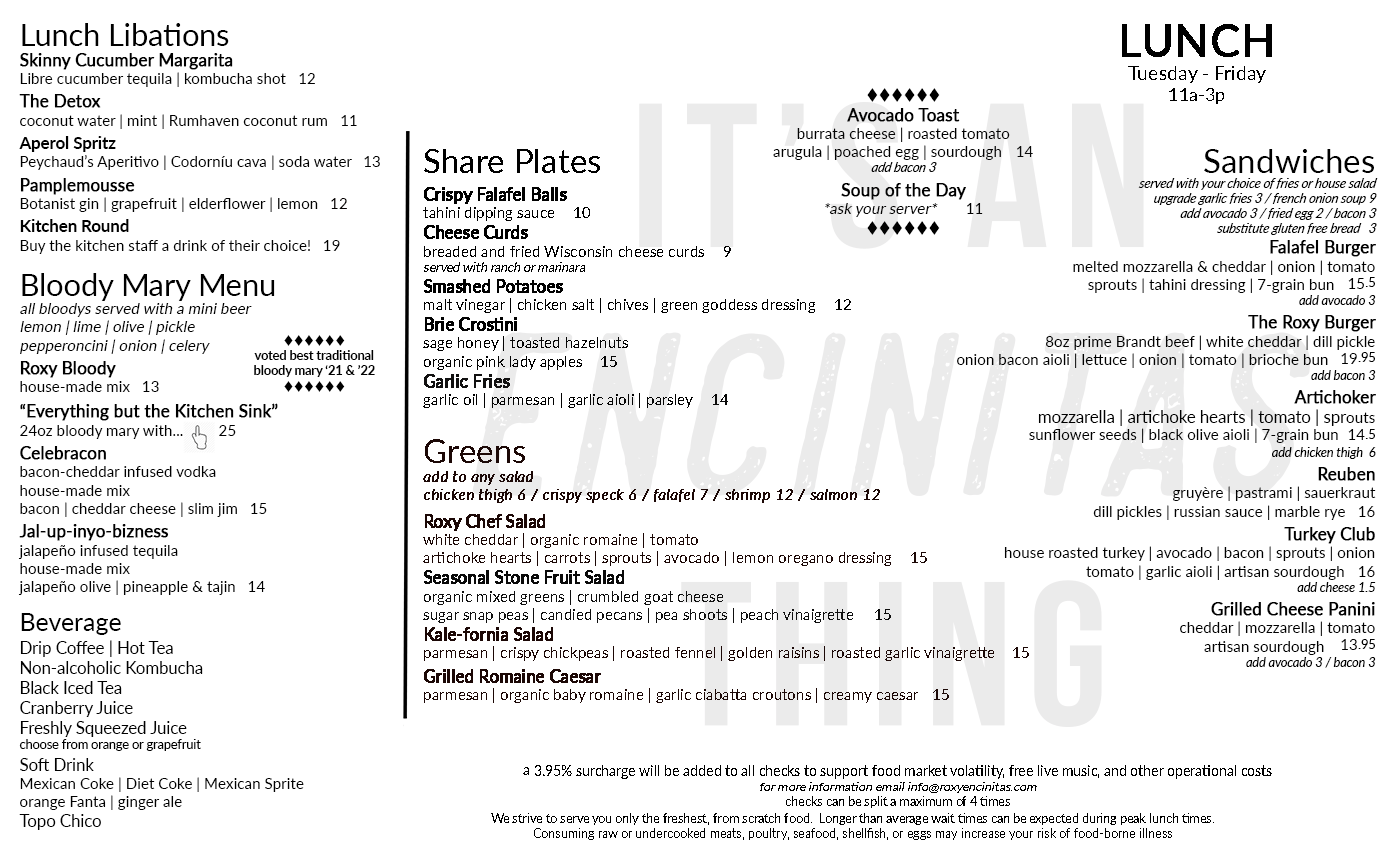 Lunch Libations
Skinny Cucumber Margarita
Libre cucumber tequila | kombucha shot 12
The Detox
coconut water | mint | Rumhaven coconut rum 11
Aperol Spritz
Peychaud's Aperitivo | Codorníu cava | soda water 13
Pamplemousse
Botanist gin | grapefruit | elderflower | lemon 12
Kitchen Round
Buy the kitchen staff a drink of their choice! 19
Bloody Mary Menu
all bloodys served with a mini beer
lemon | lime | olive | pickle
pepperoncini | onion | celery
♦♦♦♦♦♦
voted best traditional
bloody mary '21 & '22
♦♦♦♦♦♦
Roxy Bloody
house-made mix 13
"Everything but the Kitchen Sink"
24oz bloody mary with... 25
Celebracon
bacon-cheddar infused vodka
house-made mix
bacon | cheddar cheese | slim jim 15
Jal-up-inyo-bizness
jalapeño infused tequila
house-made mix
jalapeño olive | pineapple & tajin 14
Beverage
Drip Coffee | Hot Tea
Non-alcoholic Kombucha
Black Iced Tea
Cranberry Juice
Freshly Squeezed Juice
choose from orange or grapefruit
Soft Drink
Mexican Coke | Diet Coke | Mexican Sprite
orange Fanta | ginger ale
Topo Chico
Share Plates
Crispy Falafel Balls
tahini dipping sauce 10
Cheese Curds
breaded and fried Wisconsin cheese curds 9
served with ranch or marinara
Smashed Potatoes
malt vinegar | chicken salt | chives | green goddess dressing 12
Brie Crostini
sage honey | toasted hazelnuts
organic pink lady apples 15
Garlic Fries
garlic oil | parmesan | garlic aioli | parsley 14
Greens
add to any salad
chicken thigh 6 / crispy speck 6 / falafel 7 / shrimp 12 / salmon 12
Roxy Chef Salad
white cheddar | organic romaine | tomato
artichoke hearts | carrots | sprouts | avocado | lemon oregano dressing 15
Seasonal Stone Fruit Salad
organic mixed greens | crumbled goat cheese
sugar snap peas | candied pecans | pea shoots | peach vinaigrette 15
Kale-fornia Salad
parmesan | crispy chickpeas | roasted fennel | golden raisins | roasted garlic vinaigrette 15
Grilled Romaine Caesar
parmesan | organic baby romaine | garlic ciabatta croutons | creamy caesar 15
♦♦♦♦♦♦
Avocado Toast
burrata cheese | roasted tomato
arugula | poached egg | sourdough 14
add bacon 3
Soup of the Day
*ask your server* 11
♦♦♦♦♦♦
LUNCH
Tuesday - Friday
11a-3p
Sandwiches
served with your choice of fries or house salad
upgrade garlic fries 3 / french onion soup 9
add avocado 3 / fried egg 2 / bacon 3
substitute gluten free bread 3
Falafel Burger
melted mozzarella & cheddar | onion | tomato
sprouts | tahini dressing | 7-grain bun 15.5
add avocado 3
The Roxy Burger
8oz prime Brandt beef | white cheddar | dill pickle
onion bacon aioli | lettuce | onion | tomato | brioche bun 19.95
add bacon 3
Artichoker
mozzarella | artichoke hearts | tomato | sprouts
sunflower seeds | black olive aioli | 7-grain bun 14.5
add chicken thigh 6
Reuben
gruyère | pastrami | sauerkraut
dill pickles | russian sauce | marble rye 16
Turkey Club
house roasted turkey | avocado | bacon | sprouts | onion
tomato | garlic aioli | artisan sourdough 16
add cheese 1.5
Grilled Cheese Panini
cheddar | mozzarella | tomato
artisan sourdough 13.95
add avocado 3 / bacon 3
IT'S AN
ENCINITAS
THING
a 3.95% surcharge will be added to all checks to support food market volatility, free live music, and other operational costs
for more information email info@roxyencinitas.com
checks can be split a maximum of 4 times
We strive to serve you only the freshest, from scratch food. Longer than average wait times can be expected during peak lunch times.
Consuming raw or undercooked meats, poultry, seafood, shellfish, or eggs may increase your risk of food-borne illness